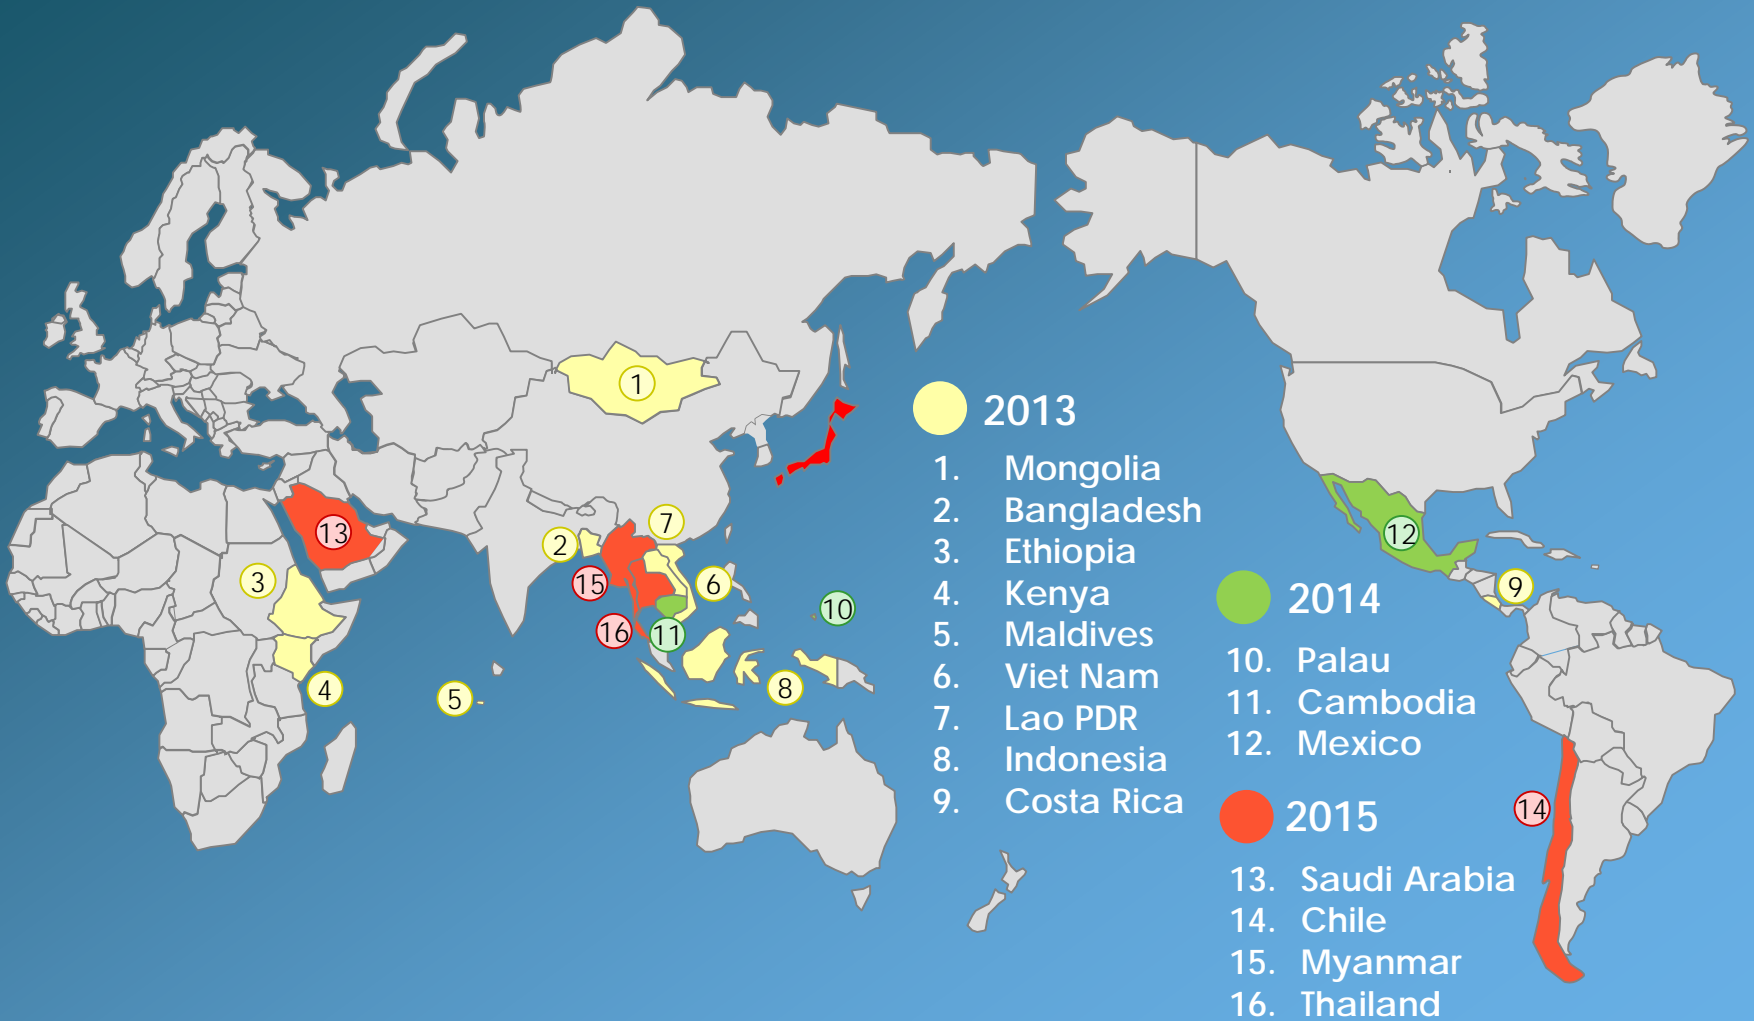 1
2013
1. Mongolia
2. Bangladesh
3. Ethiopia
4. Kenya
5. Maldives
6. Viet Nam
7. Lao PDR
8. Indonesia
9. Costa Rica
2014
10. Palau
11. Cambodia
12. Mexico
2015
13. Saudi Arabia
14. Chile
15. Myanmar
16. Thailand
13
7
2
3
15
6
16
11
10
4
5
8
12
9
14